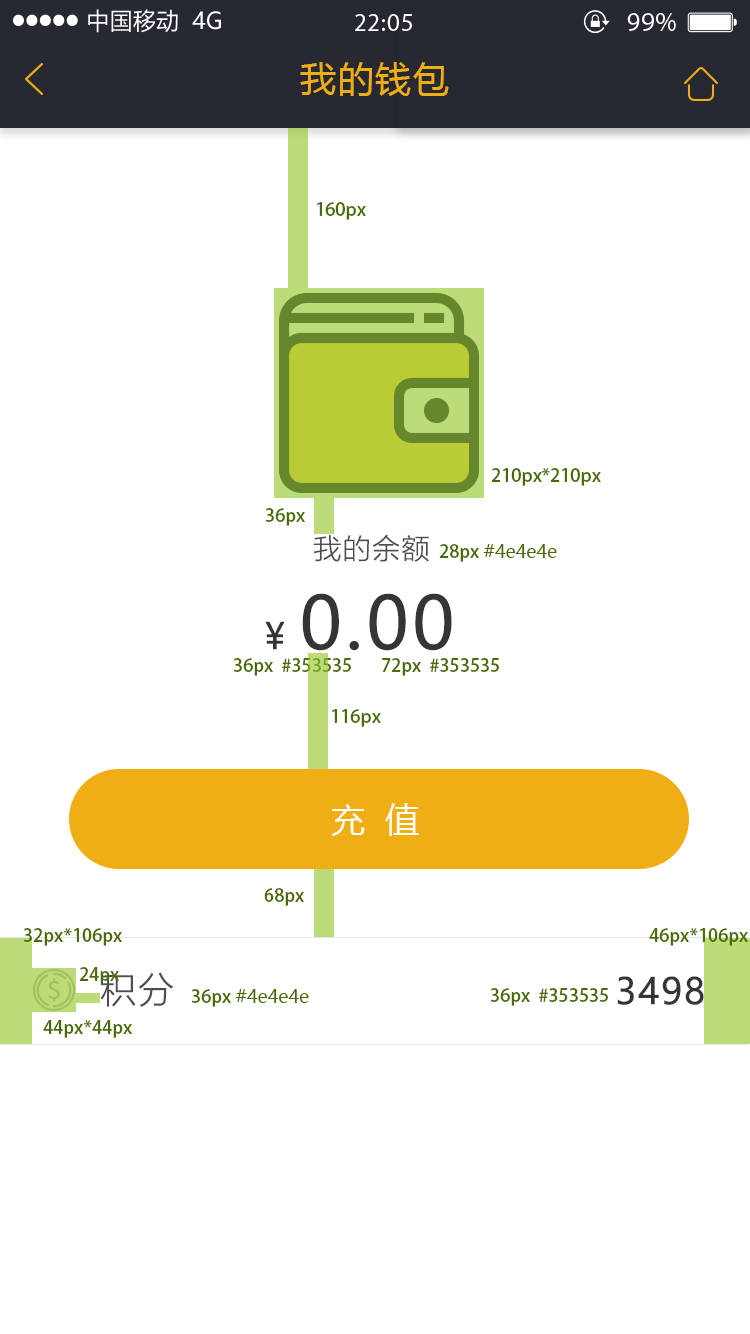 中国移动 4G 22:05 99%
我的钱包
160px
210px*210px
36px
我的余额 28px #4e4e4e
¥ 0.00
36px #353535 72px #353535
116px
充 值
68px
32px*106px 46px*106px
24px
积分 36px #4e4e4e 36px #353535 3498
44px*44px